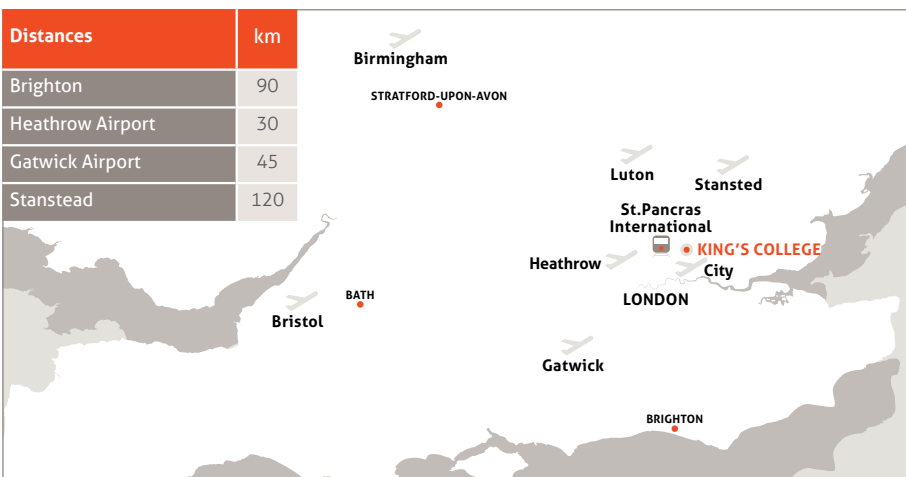 Distances km
Brighton 90
Heathrow Airport 30
Gatwick Airport 45
Stanstead 120
Birmingham
STRATFORD-UPON-AVON
Luton
Stansted
St.Pancras
International
KING'S COLLEGE
Heathrow
City
LONDON
BATH
Bristol
Gatwick
BRIGHTON